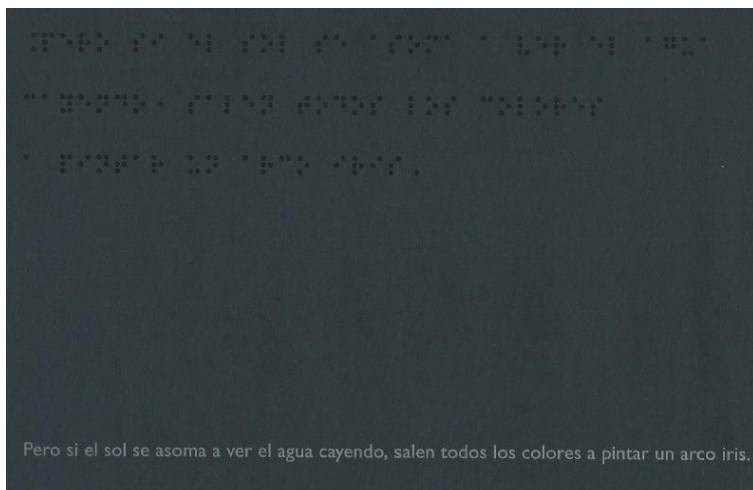 ⠨⠏⠑⠗⠕ ⠎⠊ ⠑⠇ ⠎⠕⠇ ⠎⠑ ⠁⠎⠕⠍⠁ ⠁ ⠧⠑⠗ ⠑⠇ ⠁⠛⠥⠁
⠉⠁⠽⠑⠝⠙⠕⠂ ⠎⠁⠇⠑⠝ ⠞⠕⠙⠕⠎ ⠇⠕⠎ ⠉⠕⠇⠕⠗⠑⠎
⠁ ⠏⠊⠝⠞⠁⠗ ⠥⠝ ⠁⠗⠉⠕ ⠊⠗⠊⠎⠄
Pero si el sol se asoma a ver el agua cayendo, salen todos los colores a pintar un arco iris.